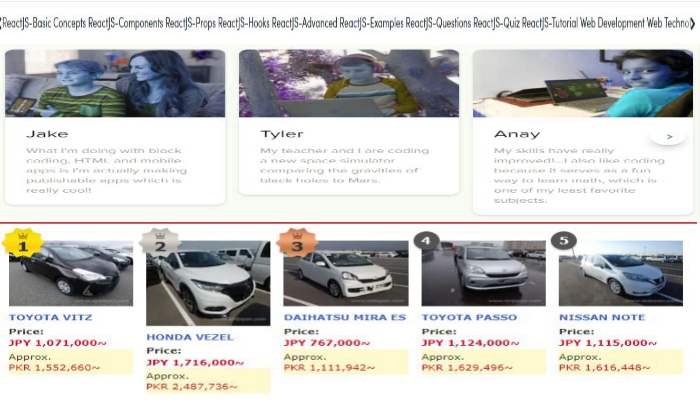 ReactJS-Basic Concepts ReactJS-Components ReactJS-Props ReactJS-Hooks ReactJS-Advanced ReactJS-Examples ReactJS-Questions ReactJS-Quiz ReactJS-Tutorial Web Development Web Techno
Jake
What I'm doing with block
coding, HTML and mobile
apps is I'm actually making
publishable apps which is
really cool!
Tyler
My teacher and I are coding
a new space simulator
comparing the gravities of
black holes to Mars.
Anay
My skills have really
improved!...I also like coding
because it serves as a fun
way to learn math, which is
one of my least favorite
subjects.
1
2
3
4
5
TOYOTA VITZ
Price:
JPY 1,071,000~
Approx.
PKR 1,552,660~
HONDA VEZEL
Price:
JPY 1,716,000~
Approx.
PKR 2,487,736~
DAIHATSU MIRA ES
Price:
JPY 767,000~
Approx.
PKR 1,111,942~
TOYOTA PASSO
Price:
JPY 1,124,000~
Approx.
PKR 1,629,496~
NISSAN NOTE
Price:
JPY 1,115,000~
Approx.
PKR 1,616,448~